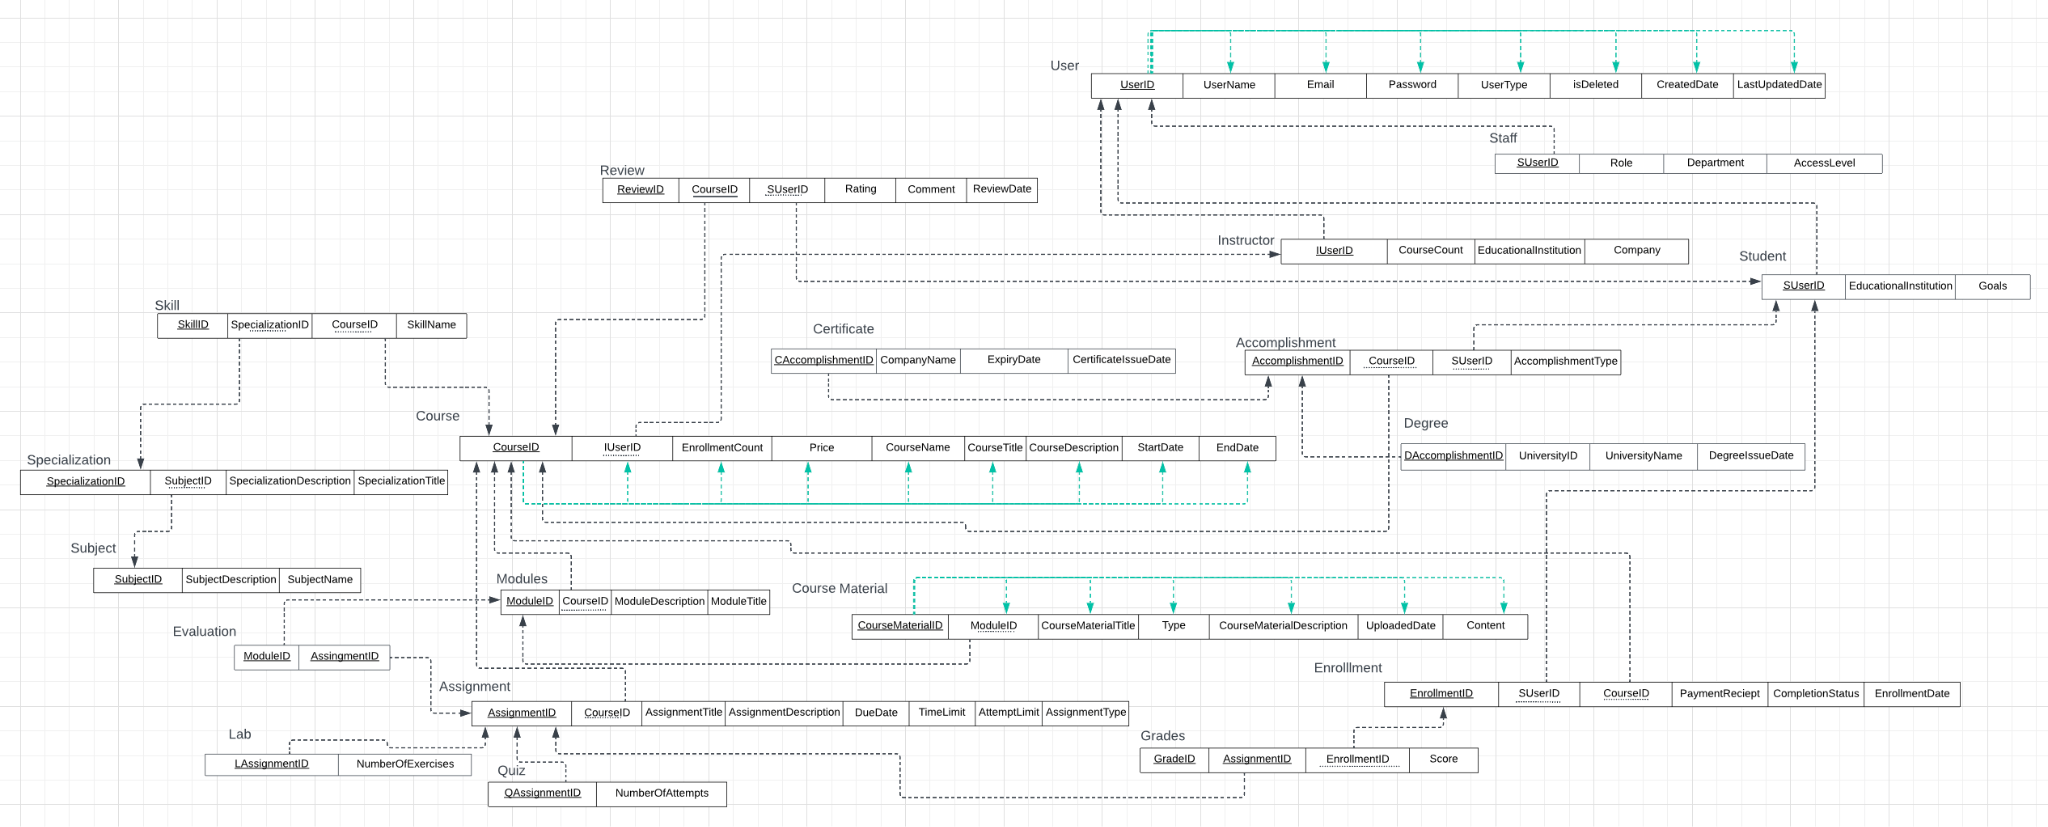 User
UserID UserName Email Password UserType isDeleted CreatedDate LastUpdatedDate
Staff
SUserID Role Department AccessLevel
Review
ReviewID CourseID SUserID Rating Comment ReviewDate
Instructor
IUserID CourseCount EducationalInstitution Company
Student
SUserID EducationalInstitution Goals
Skill
SkillID SpecializationID CourseID SkillName
Certificate
CAccomplishmentID CompanyName ExpiryDate CertificateIssueDate
Accomplishment
AccomplishmentID CourseID SUserID AccomplishmentType
Course
CourseID IUserID EnrollmentCount Price CourseName CourseTitle CourseDescription StartDate EndDate
Degree
DAccomplishmentID UniversityID UniversityName DegreeIssueDate
Specialization
SpecializationID SubjectID SpecializationDescription SpecializationTitle
Subject
SubjectID SubjectDescription SubjectName
Modules
ModuleID CourseID ModuleDescription ModuleTitle
Course Material
CourseMaterialID ModuleID CourseMaterialTitle Type CourseMaterialDescription UploadedDate Content
Evaluation
ModuleID AssingmentID
Enrolllment
EnrollmentID SUserID CourseID PaymentReciept CompletionStatus EnrollmentDate
Assignment
AssignmentID CourseID AssignmentTitle AssignmentDescription DueDate TimeLimit AttemptLimit AssignmentType
Lab
LAssignmentID NumberOfExercises
Grades
GradeID AssignmentID EnrollmentID Score
Quiz
QAssignmentID NumberOfAttempts